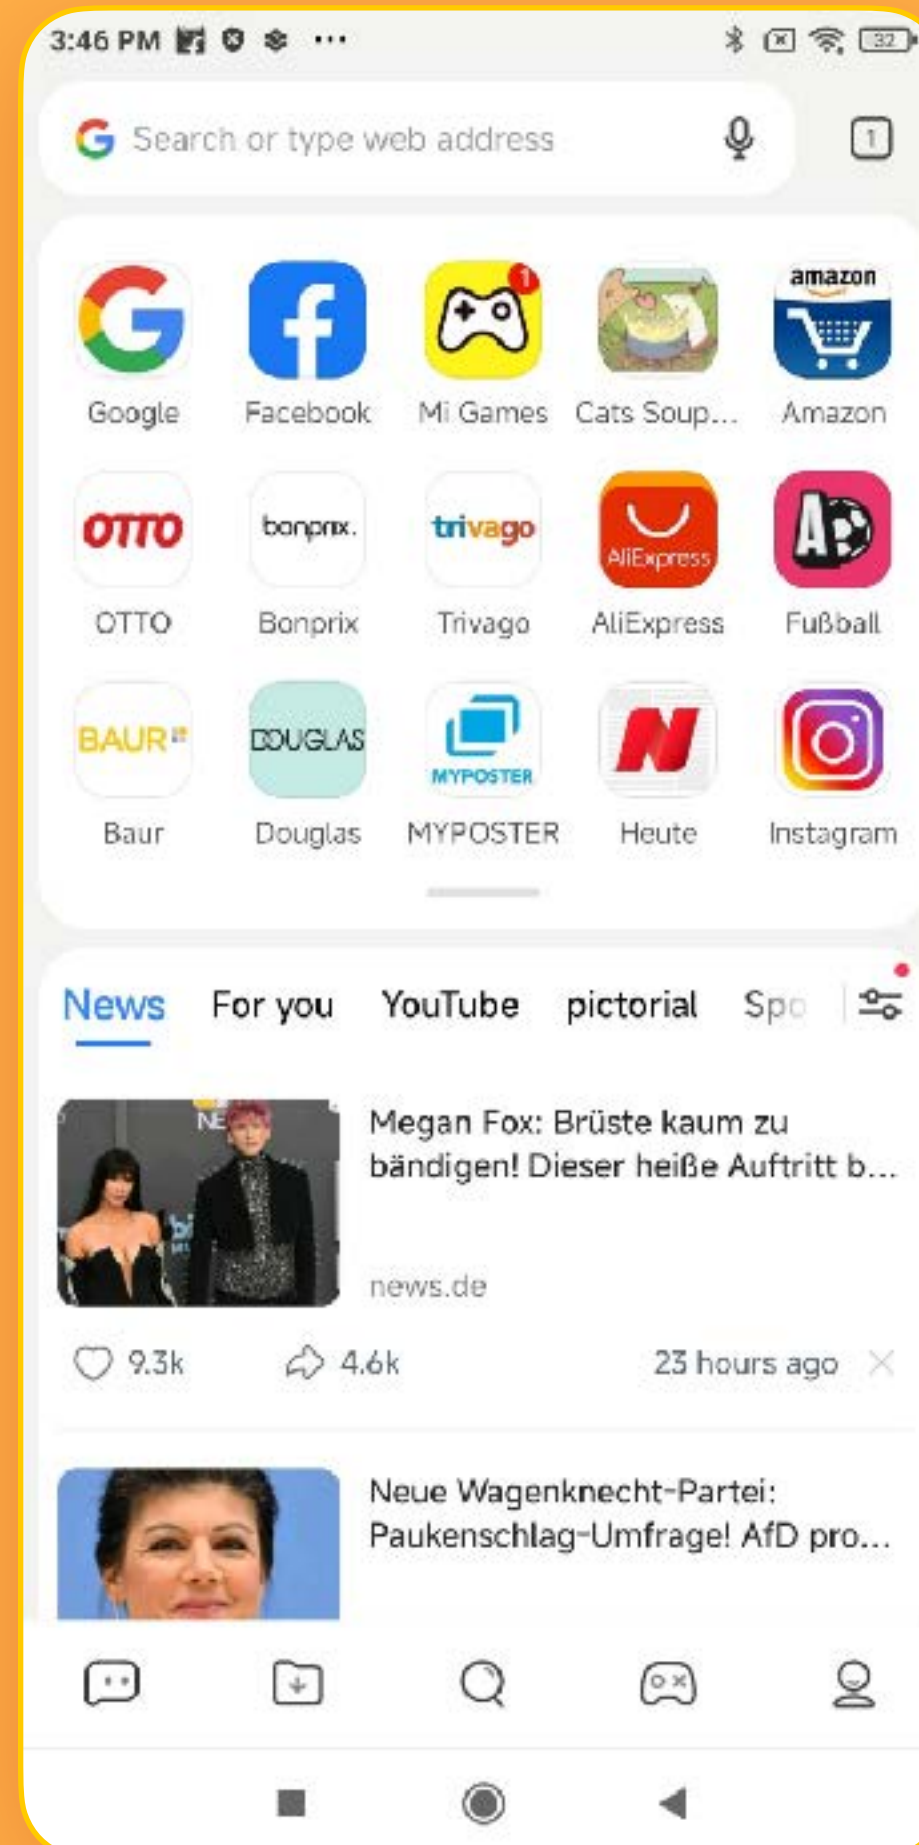 3:46 PM ... 32
Search or type web address 1
1 amazon
Google Facebook Mi Games Cats Soup... Amazon
OTTO bonprix. trivago AliExpress A
OTTO Bonprix Trivago AliExpress Fußball
BAUR DOUGLAS MYPOSTER N
Baur Douglas MYPOSTER Heute Instagram
News For you YouTube pictorial Spo
Megan Fox: Brüste kaum zu
bändigen! Dieser heiße Auftritt b...
news.de
9.3k 4.6k 23 hours ago
Neue Wagenknecht-Partei:
Paukenschlag-Umfrage! AfD pro...